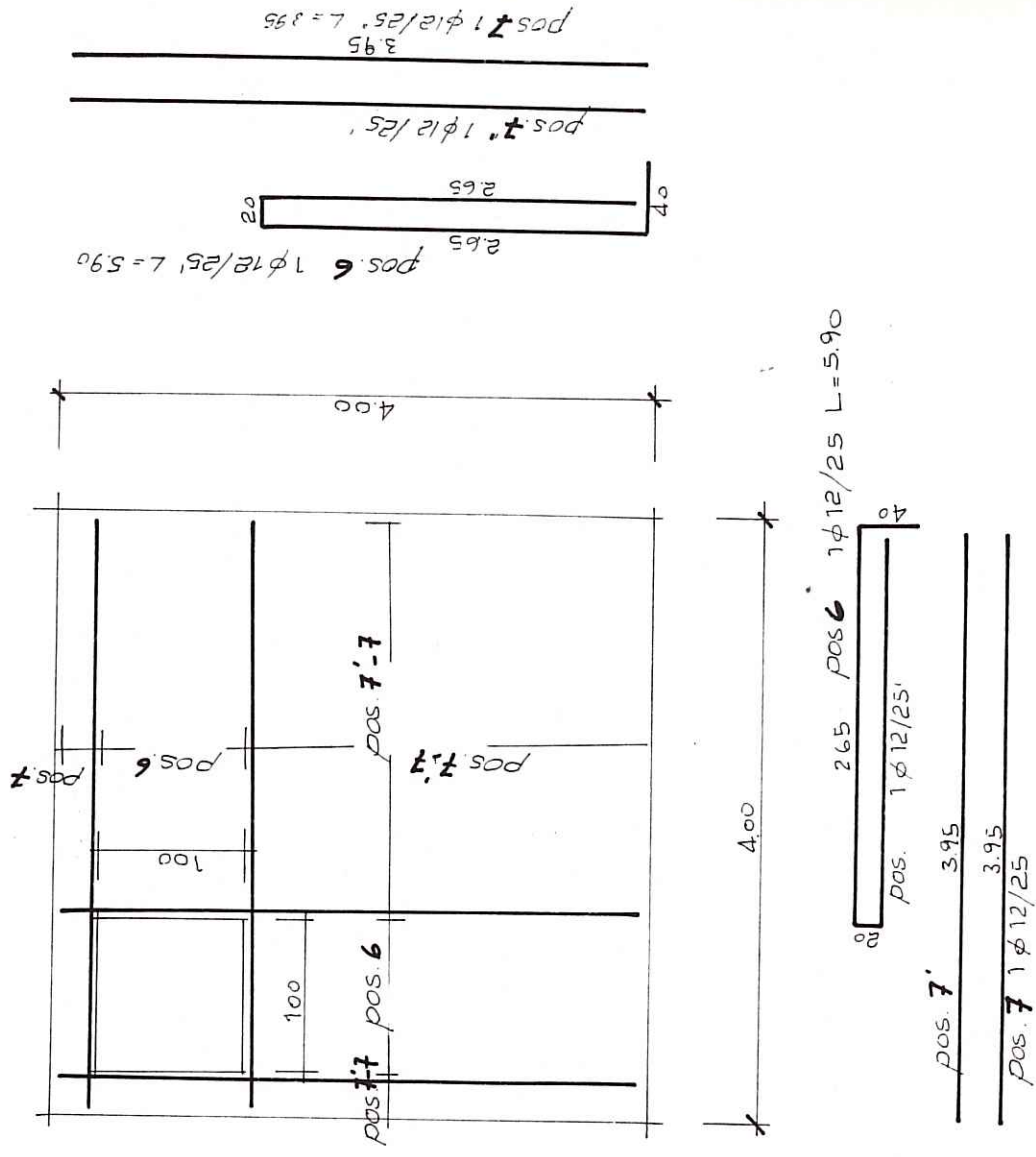 pos 7 1φ12/25' L=3.95
3.95
pos.7" 1φ12/25'
2.65
20
40
2.65
pos.6 1φ12/25' L=5.90
4.00
pos.7
pos.6
pos.7'-7
100
pos. 7'-7
100
pos. 6
4.00
265 pos 6 1φ12/25 L=5.90
40
20
pos. 1φ12/25'
pos. 7' 3.95
3.95
pos. 7 1φ12/25